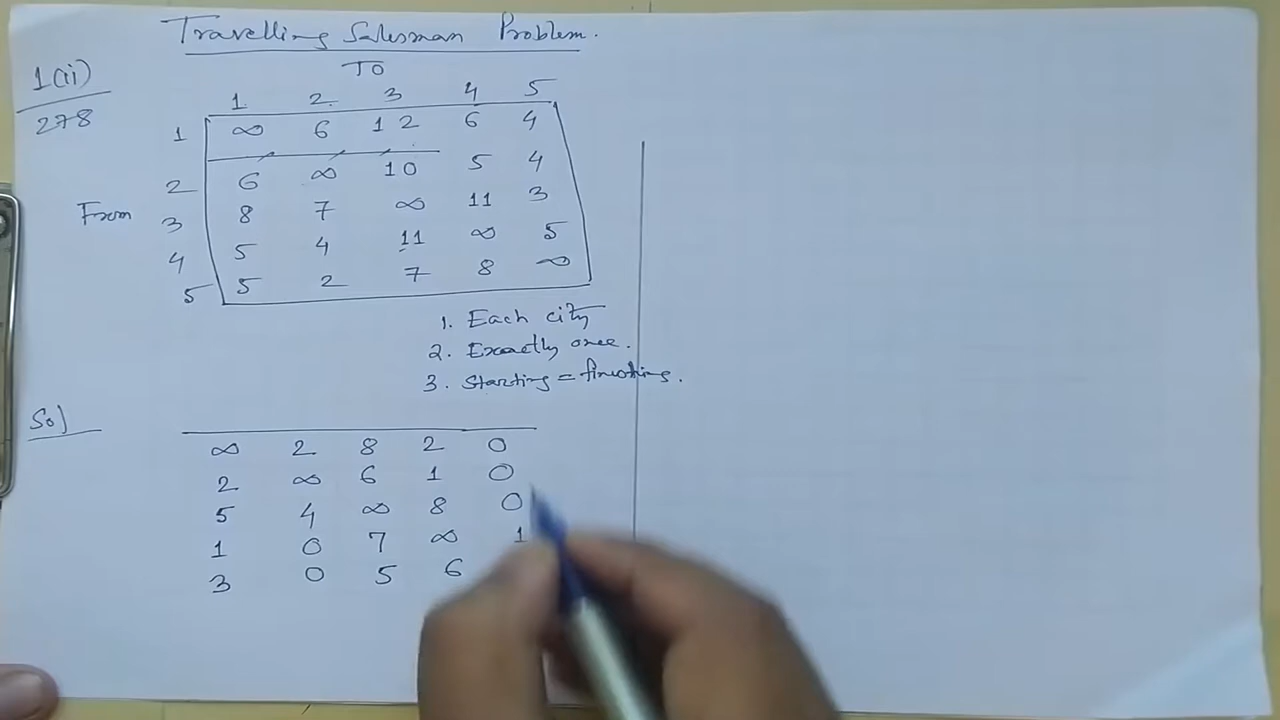 Travelling Salesman Problem.
1(ii)
278
TO
1. 2. 3 4 5
1 ∞ 6 12 6 4
2 6 ∞ 10 5 4
From
3 8 7 ∞ 11 3
4 5 4 11 ∞ 5
5 5 2 7 8 ∞
1. Each city
2. Exactly once.
3. Starting = finishing.
Sol
∞ 2 8 2 0
2 ∞ 6 1 0
5 4 ∞ 8 0
1 0 7 ∞ 1
3 0 5 6